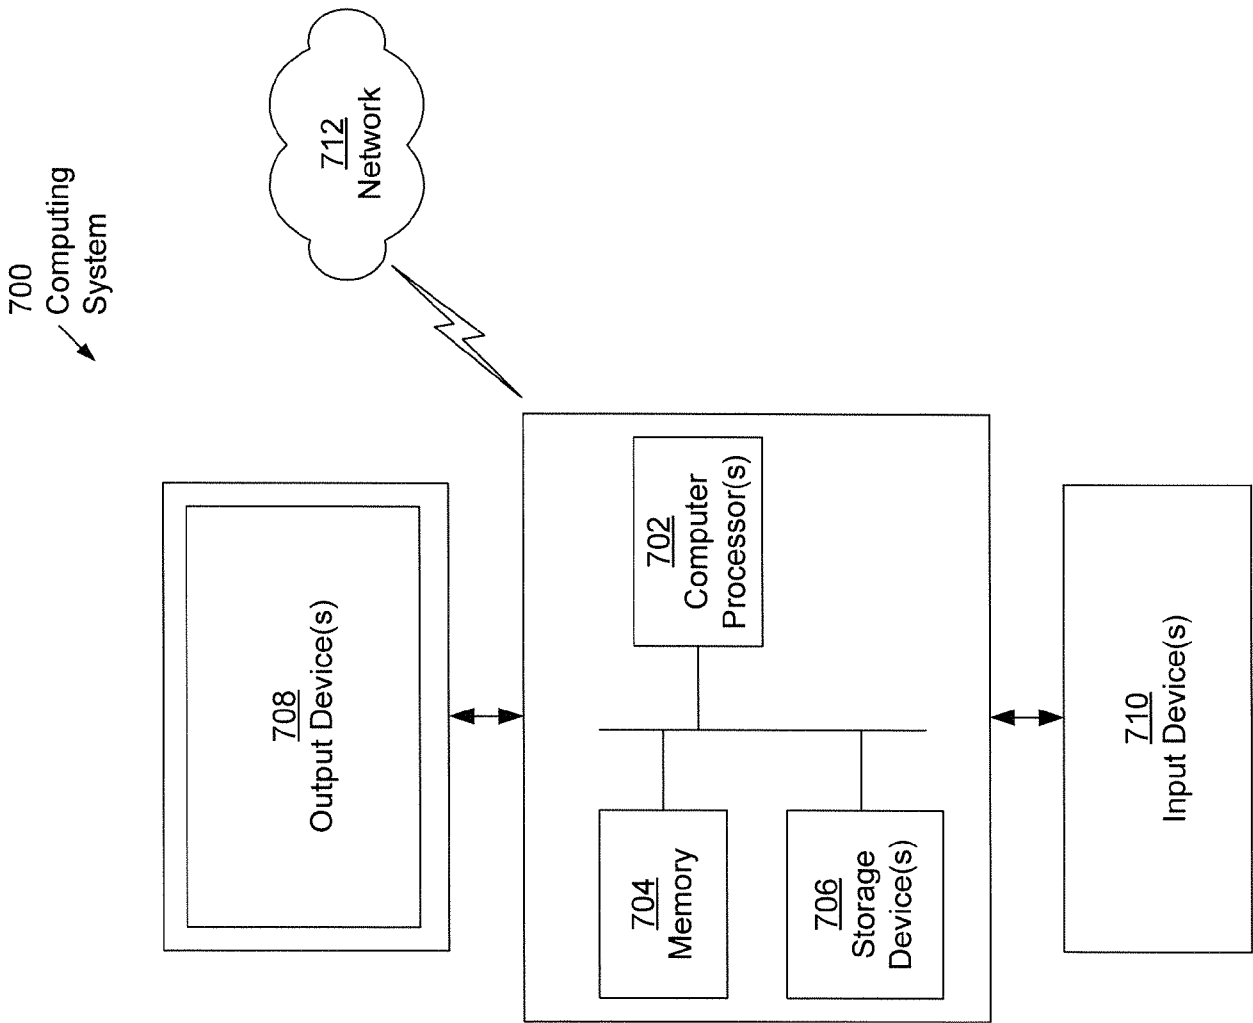 700
Computing
System
712
Network
708
Output Device(s)
702
Computer
Processor(s)
704
Memory
706
Storage
Device(s)
710
Input Device(s)